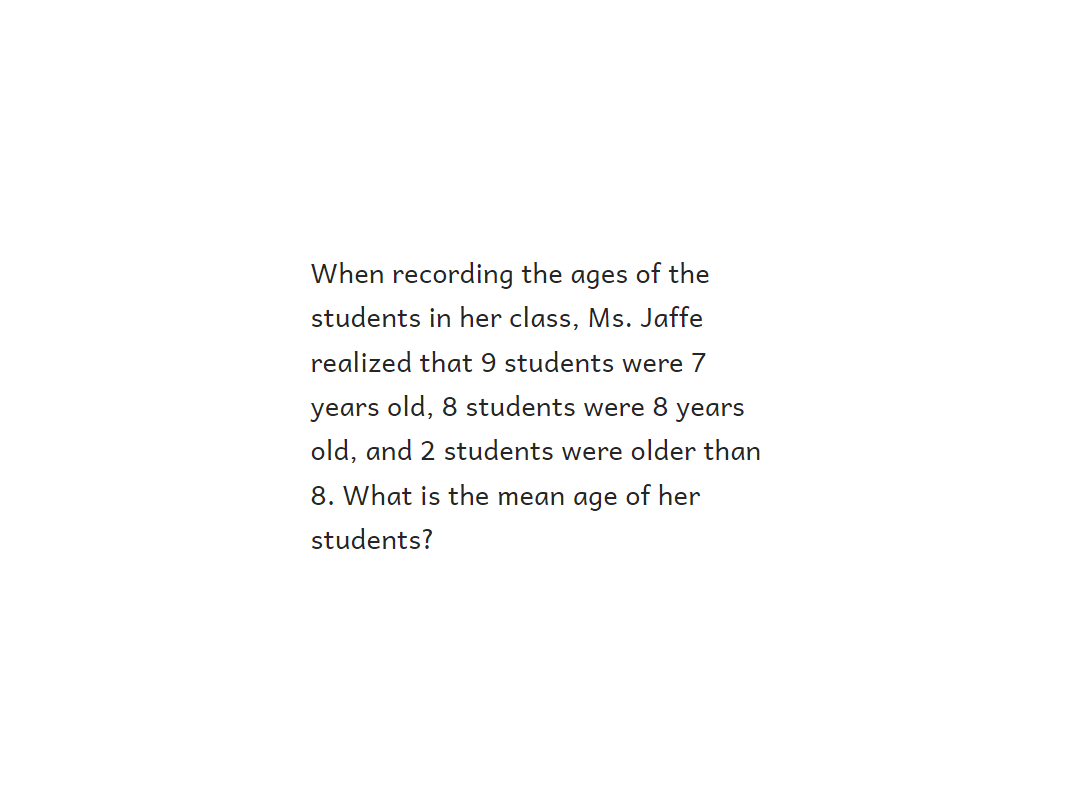 When recording the ages of the
students in her class, Ms. Jaffe
realized that 9 students were 7
years old, 8 students were 8 years
old, and 2 students were older than
8. What is the mean age of her
students?